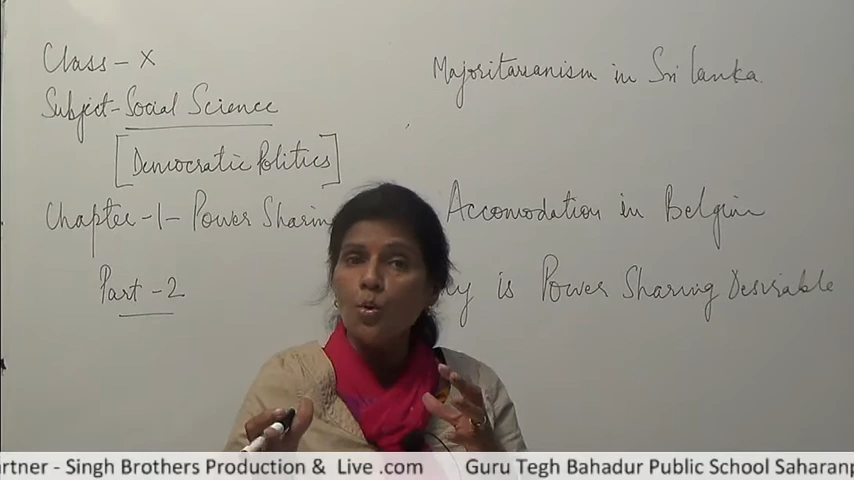 Class - X
Subject - Social Science
[Democratic Politics]
Chapter - 1 - Power Sharin
Part - 2
Majoritarianism in Sri lanka.
Accomodation in Belgium
y is Power Sharing Desirable
artner - Singh Brothers Production & Live .com Guru Tegh Bahadur Public School Saharanp